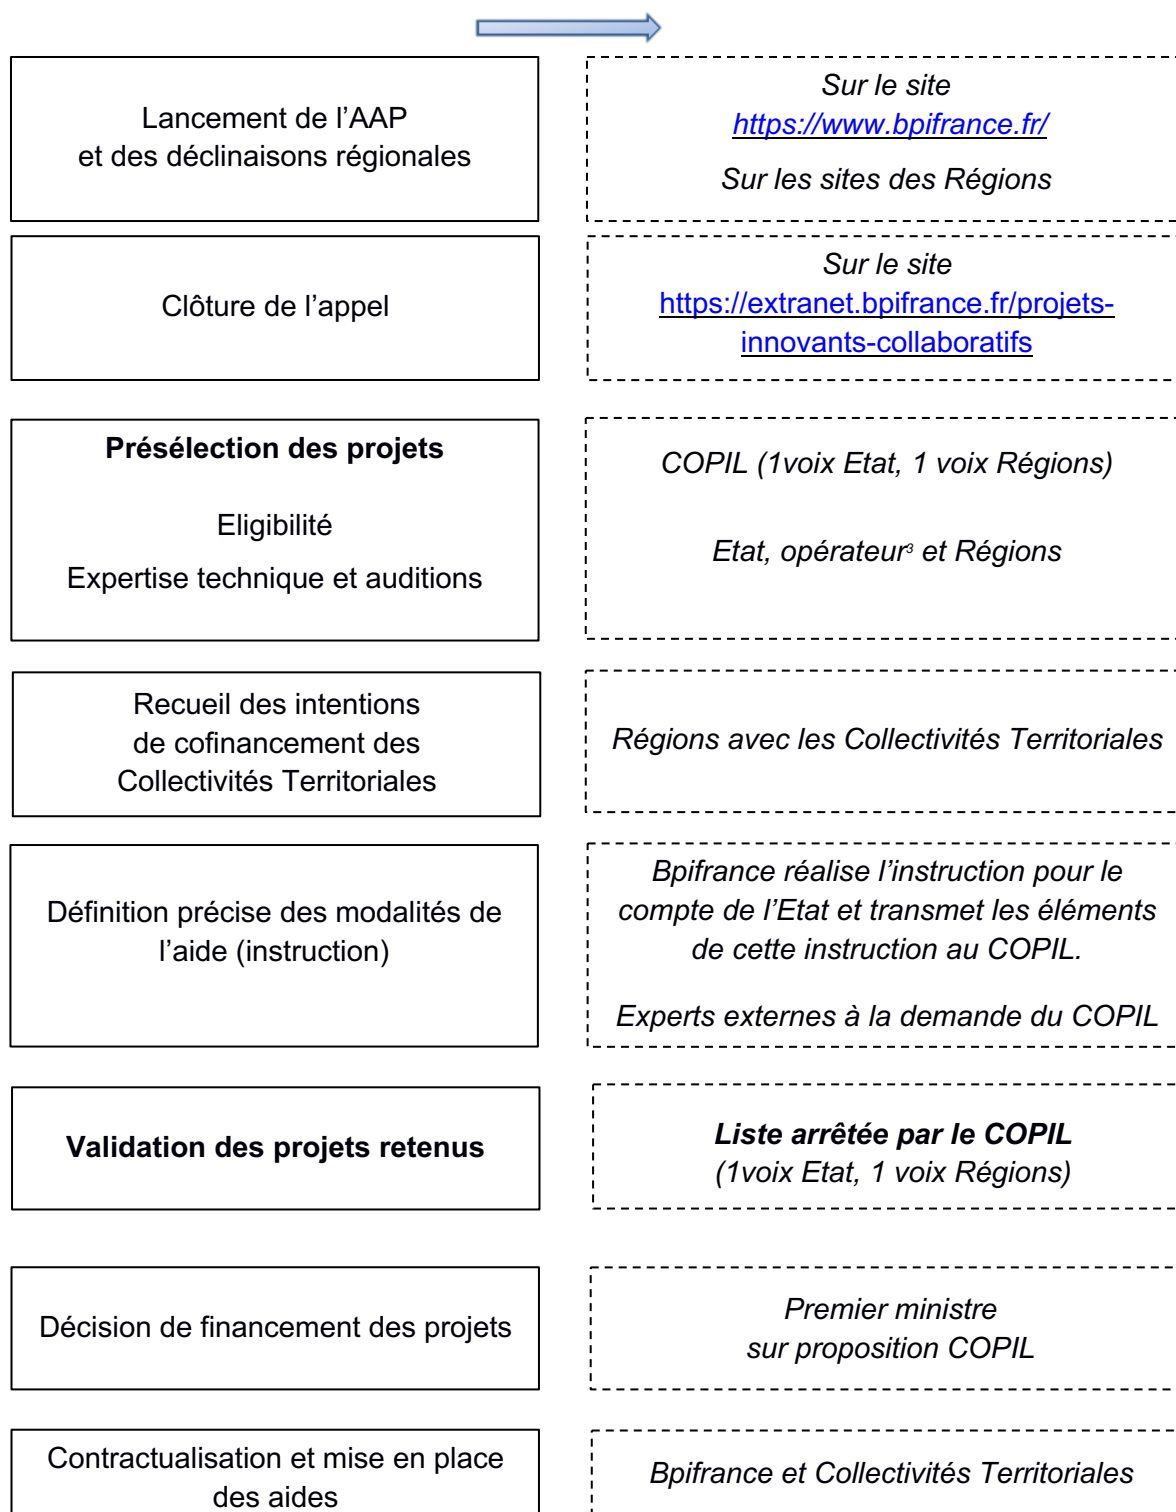 Lancement de l’AAP
et des déclinaisons régionales
Sur le site
https://www.bpifrance.fr/
Sur les sites des Régions
Clôture de l’appel
Sur le site
https://extranet.bpifrance.fr/projets-
innovants-collaboratifs
Présélection des projets
Eligibilité
Expertise technique et auditions
COPIL (1voix Etat, 1 voix Régions)
Etat, opérateur³ et Régions
Recueil des intentions
de cofinancement des
Collectivités Territoriales
Régions avec les Collectivités Territoriales
Définition précise des modalités de
l’aide (instruction)
Bpifrance réalise l’instruction pour le
compte de l’Etat et transmet les éléments
de cette instruction au COPIL.
Experts externes à la demande du COPIL
Validation des projets retenus
Liste arrêtée par le COPIL
(1voix Etat, 1 voix Régions)
Décision de financement des projets
Premier ministre
sur proposition COPIL
Contractualisation et mise en place
des aides
Bpifrance et Collectivités Territoriales